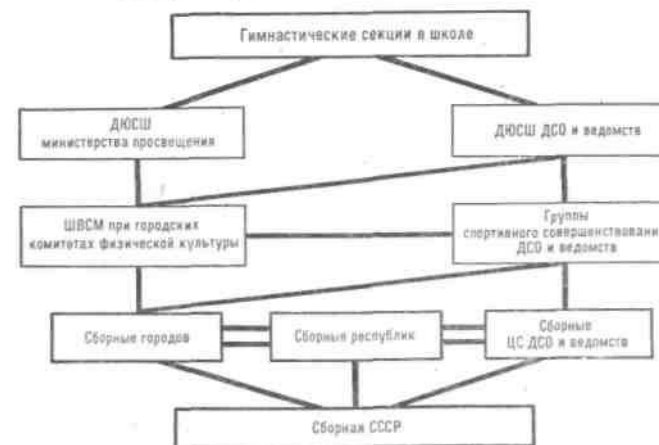 Гимнастические секции в школе
ДЮСШ
министерства просвещения
ДЮСШ ДСО и ведомств
ШВСМ при городских
комитетах физической культуры
Группы
спортивного совершенствовани
ДСО и ведомств
Сборные городов
Сборные республик
Сборные
ЦС ДСО и ведомств
Сборная СССР